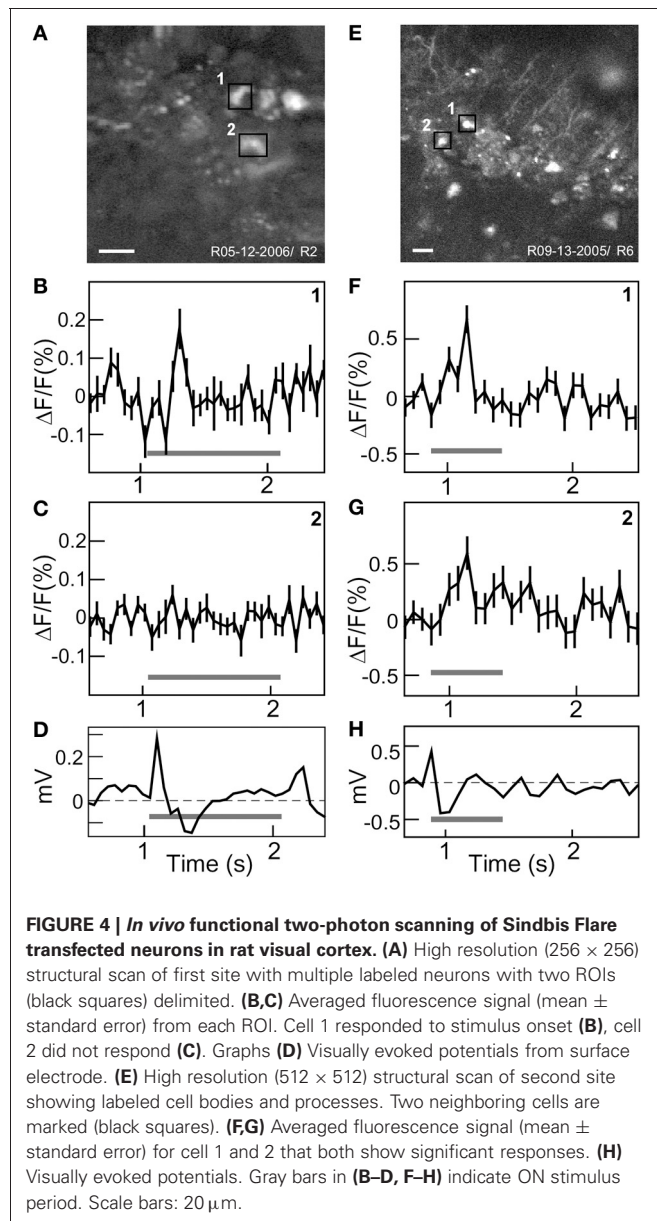 A
E
1
2
R05-12-2006/ R2
1
2
R09-13-2005/ R6
B
1
0.2
0.1
0
-0.1
ΔF/F(%)
1
2
F
1
0.5
0
-0.5
ΔF/F(%)
1
2
C
2
0.2
0.1
0
-0.1
ΔF/F(%)
1
2
G
2
0.5
0
-0.5
ΔF/F(%)
1
2
D
0.2
0
mV
1
2
Time (s)
H
0.5
0
-0.5
mV
1
2
Time (s)
FIGURE 4 | In vivo functional two-photon scanning of Sindbis Flare
transfected neurons in rat visual cortex. (A) High resolution (256 × 256)
structural scan of first site with multiple labeled neurons with two ROIs
(black squares) delimited. (B,C) Averaged fluorescence signal (mean ±
standard error) from each ROI. Cell 1 responded to stimulus onset (B), cell
2 did not respond (C). Graphs (D) Visually evoked potentials from surface
electrode. (E) High resolution (512 × 512) structural scan of second site
showing labeled cell bodies and processes. Two neighboring cells are
marked (black squares). (F,G) Averaged fluorescence signal (mean ±
standard error) for cell 1 and 2 that both show significant responses. (H)
Visually evoked potentials. Gray bars in (B–D, F–H) indicate ON stimulus
period. Scale bars: 20 μm.